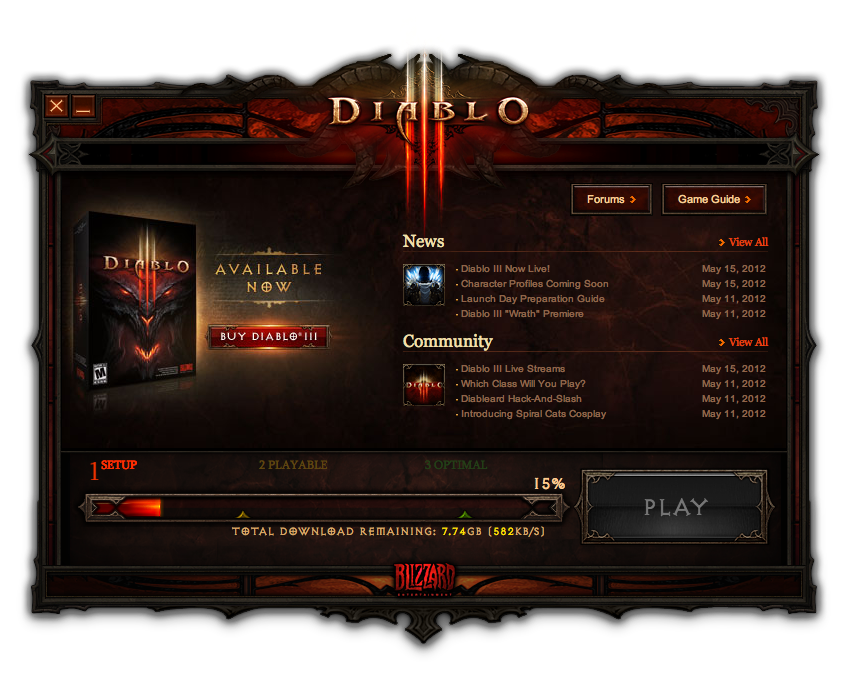 DIABLO
Forums
Game Guide
DIABLO
AVAILABLE
NOW
BUY DIABLO® III
News
View All
Diablo III Now Live! May 15, 2012
Character Profiles Coming Soon May 15, 2012
Launch Day Preparation Guide May 11, 2012
Diablo III "Wrath" Premiere May 11, 2012
Community
View All
DIABLO
Diablo III Live Streams May 15, 2012
Which Class Will You Play? May 11, 2012
Diableard Hack-And-Slash May 11, 2012
Introducing Spiral Cats Cosplay May 11, 2012
M
1 SETUP
2 PLAYABLE
3 OPTIMAL
15%
PLAY
TOTAL DOWNLOAD REMAINING: 7.74GB (582KB/S)
BLIZZARD
ENTERTAINMENT